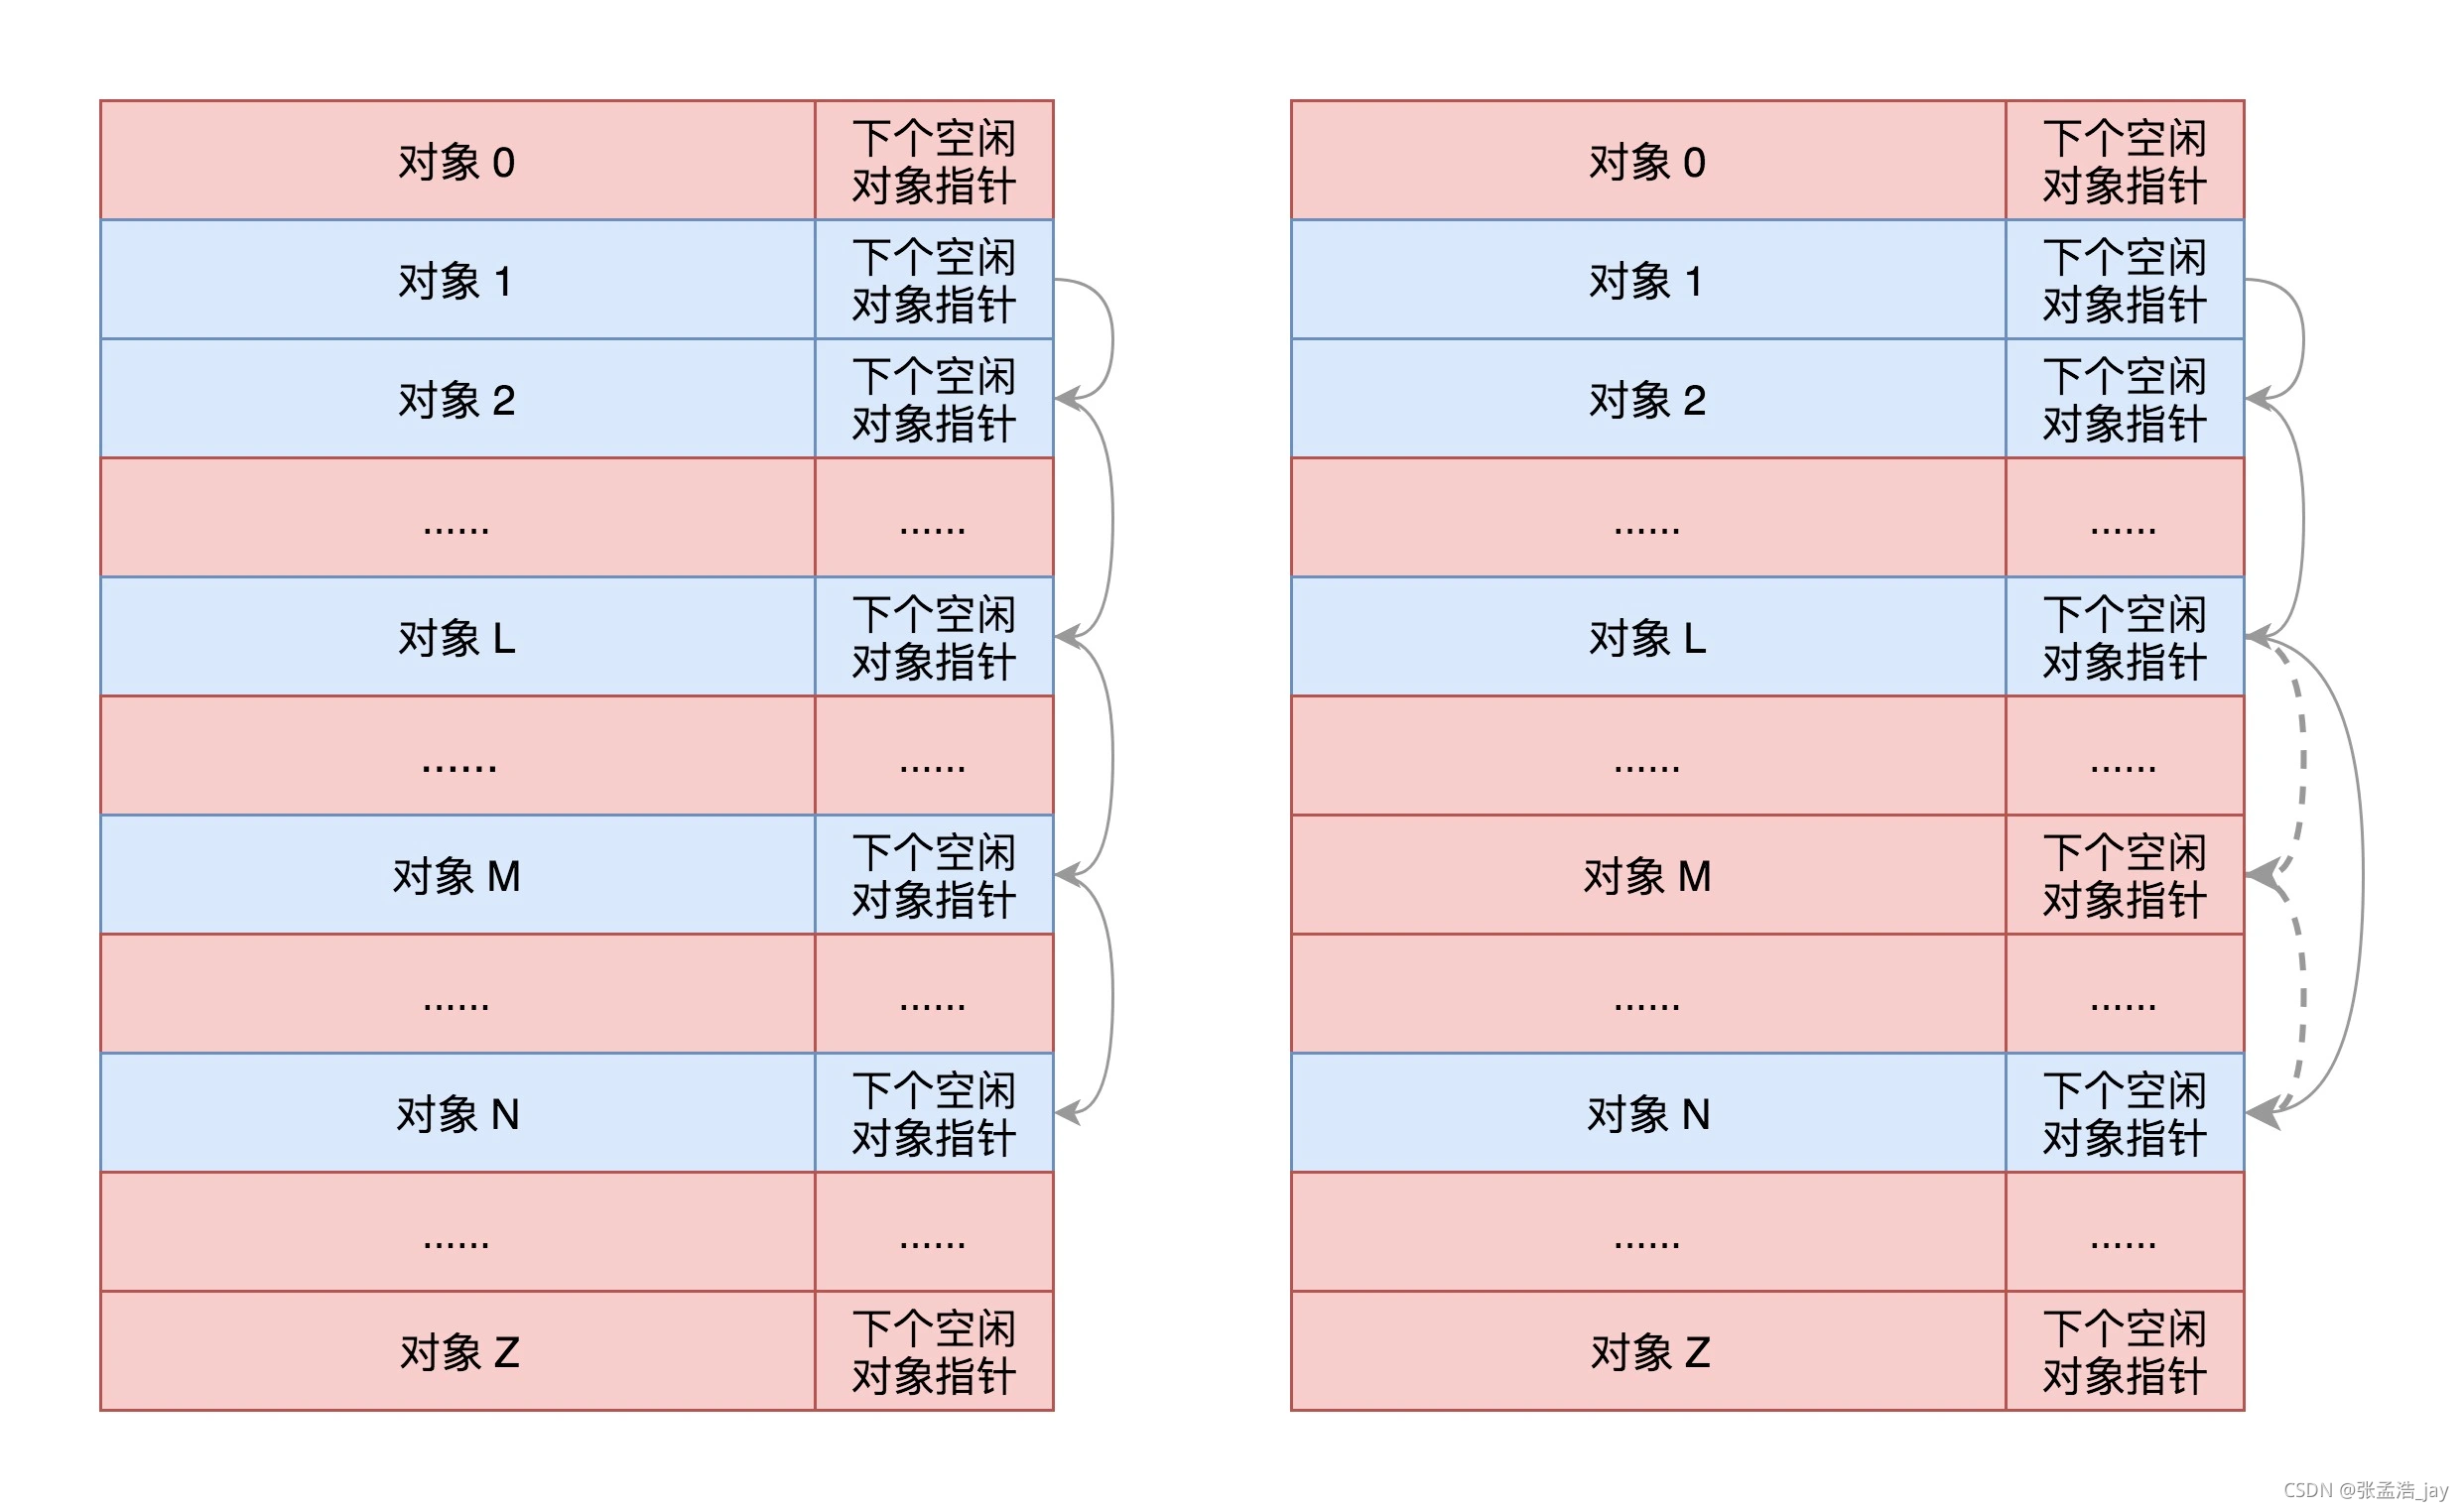 对象 0
下个空闲
对象指针
对象 1
下个空闲
对象指针
对象 2
下个空闲
对象指针
......
......
对象 L
下个空闲
对象指针
......
......
对象 M
下个空闲
对象指针
......
......
对象 N
下个空闲
对象指针
......
......
对象 Z
下个空闲
对象指针
对象 0
下个空闲
对象指针
对象 1
下个空闲
对象指针
对象 2
下个空闲
对象指针
......
......
对象 L
下个空闲
对象指针
......
......
对象 M
下个空闲
对象指针
......
......
对象 N
下个空闲
对象指针
......
......
对象 Z
下个空闲
对象指针
CSDN @张孟浩_jay